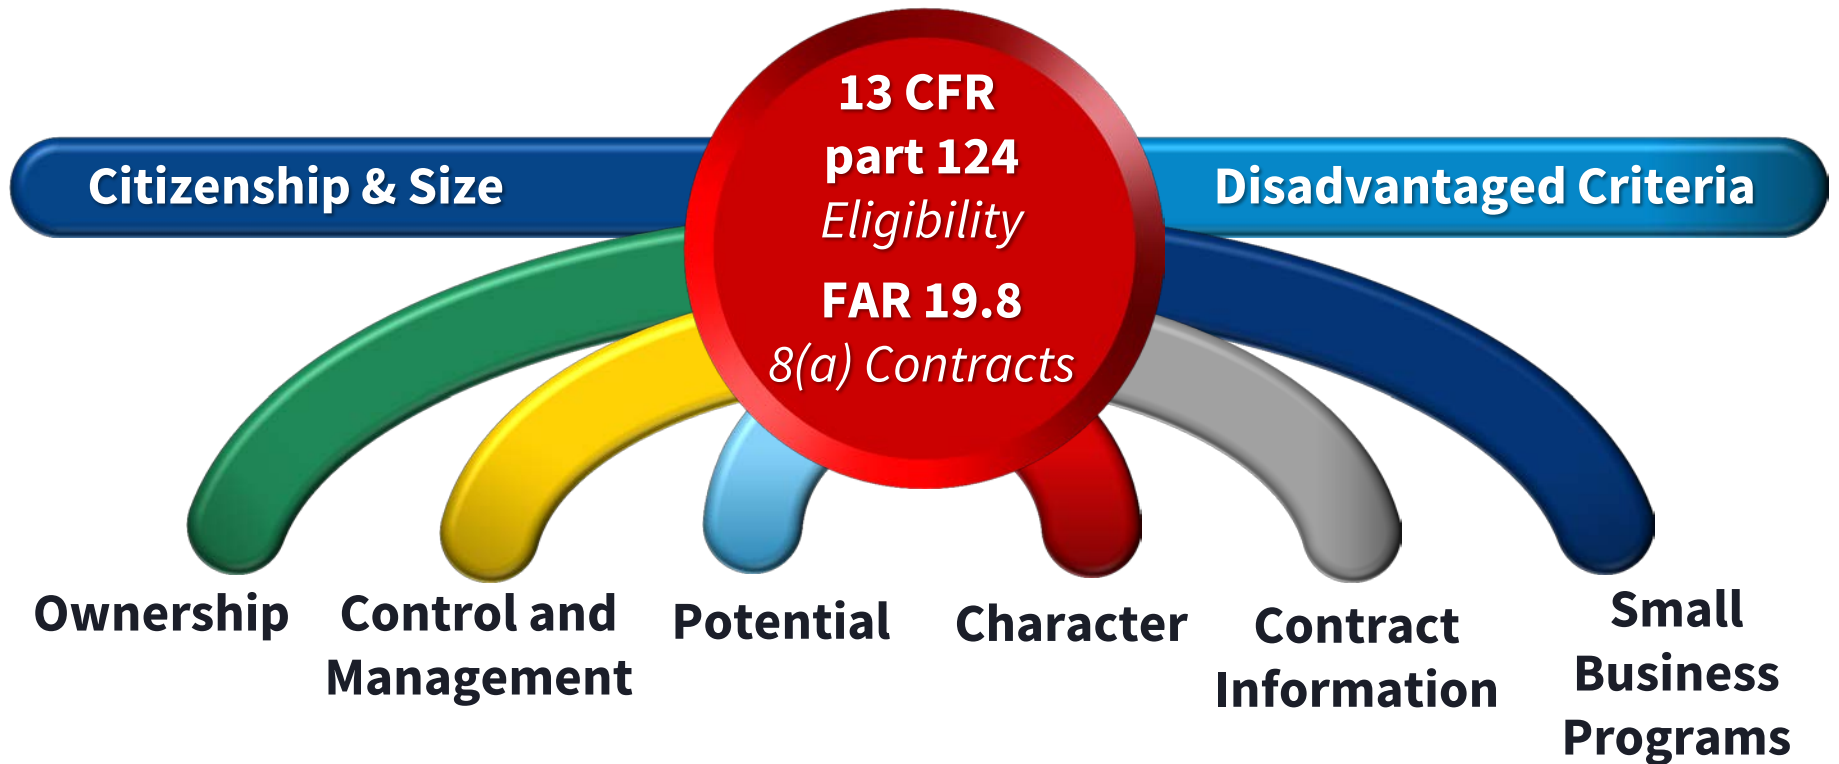 13 CFR
part 124
Eligibility
FAR 19.8
8(a) Contracts
Citizenship & Size
Disadvantaged Criteria
Ownership
Control and
Management
Potential
Character
Contract
Information
Small
Business
Programs